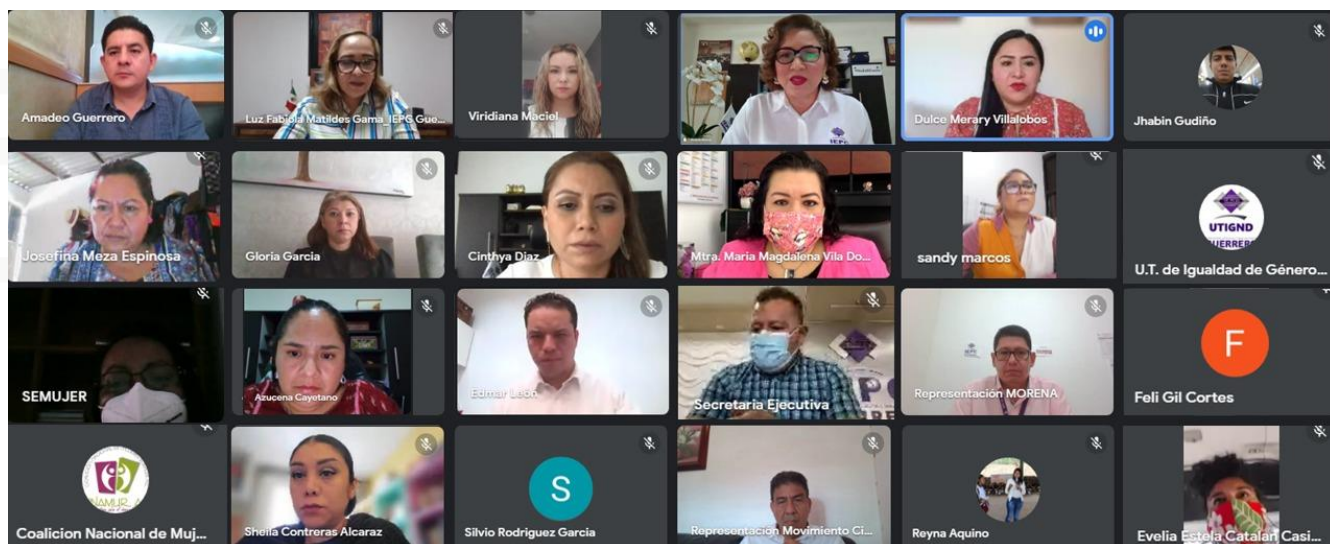 Amadeo Guerrero
Luz Fabiola Matildes Gama_IEPC Gue...
Viridiana Maciel
IEPC
Dulce Merary Villalobos
Jhabin Gudiño
Josefina Meza Espinosa
Gloria Garcia
Cinthya Diaz
Mtra. Maria Magdalena Vila Do...
sandy marcos
UTIGND
GUERRERO
U.T. de Igualdad de Género...
SEMUJER
Azucena Cayetano
Edmar León
Secretaria Ejecutiva
Representación MORENA
F
Feli Gil Cortes
Coalicion Nacional de Muj...
Sheila Contreras Alcaraz
S
Silvio Rodriguez Garcia
Representación Movimiento Ci...
Reyna Aquino
Evelia Estela Catalán Casi...